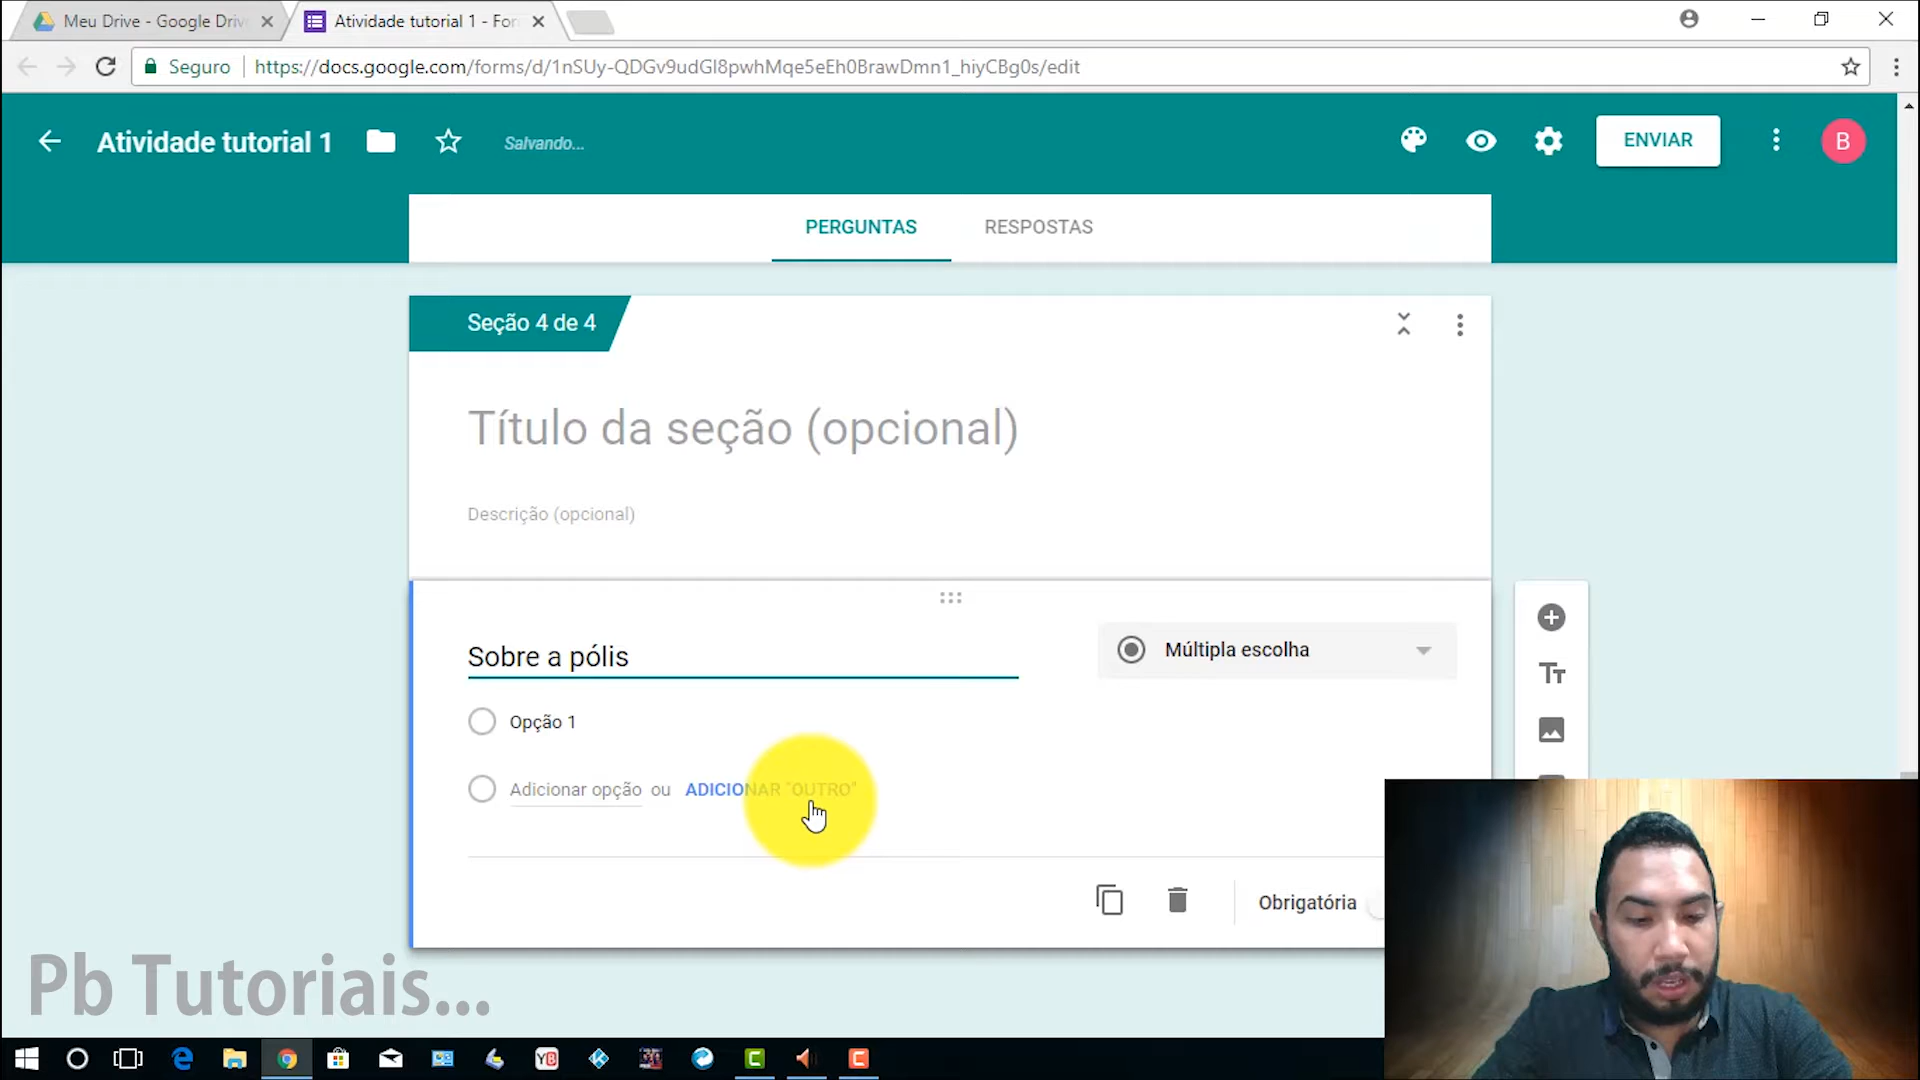 Meu Drive - Google Driv
Atividade tutorial 1 - For
Seguro
https://docs.google.com/forms/d/1nSUy-QDGv9udGl8pwhMqe5eEh0BrawDmn1_hiyCBg0s/edit
Atividade tutorial 1
Salvando...
ENVIAR
B
PERGUNTAS
RESPOSTAS
Seção 4 de 4
Título da seção (opcional)
Descrição (opcional)
Sobre a pólis
Múltipla escolha
Opção 1
Adicionar opção ou ADICIONAR "OUTRO"
Obrigatória
Pb Tutoriais...